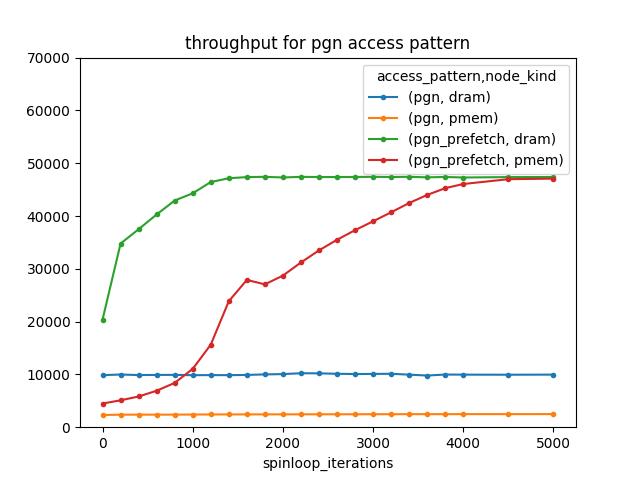 throughput for pgn access pattern
70000
60000
50000
40000
30000
20000
10000
0
access_pattern,node_kind
(pgn, dram)
(pgn, pmem)
(pgn_prefetch, dram)
(pgn_prefetch, pmem)
0 1000 2000 3000 4000 5000
spinloop_iterations